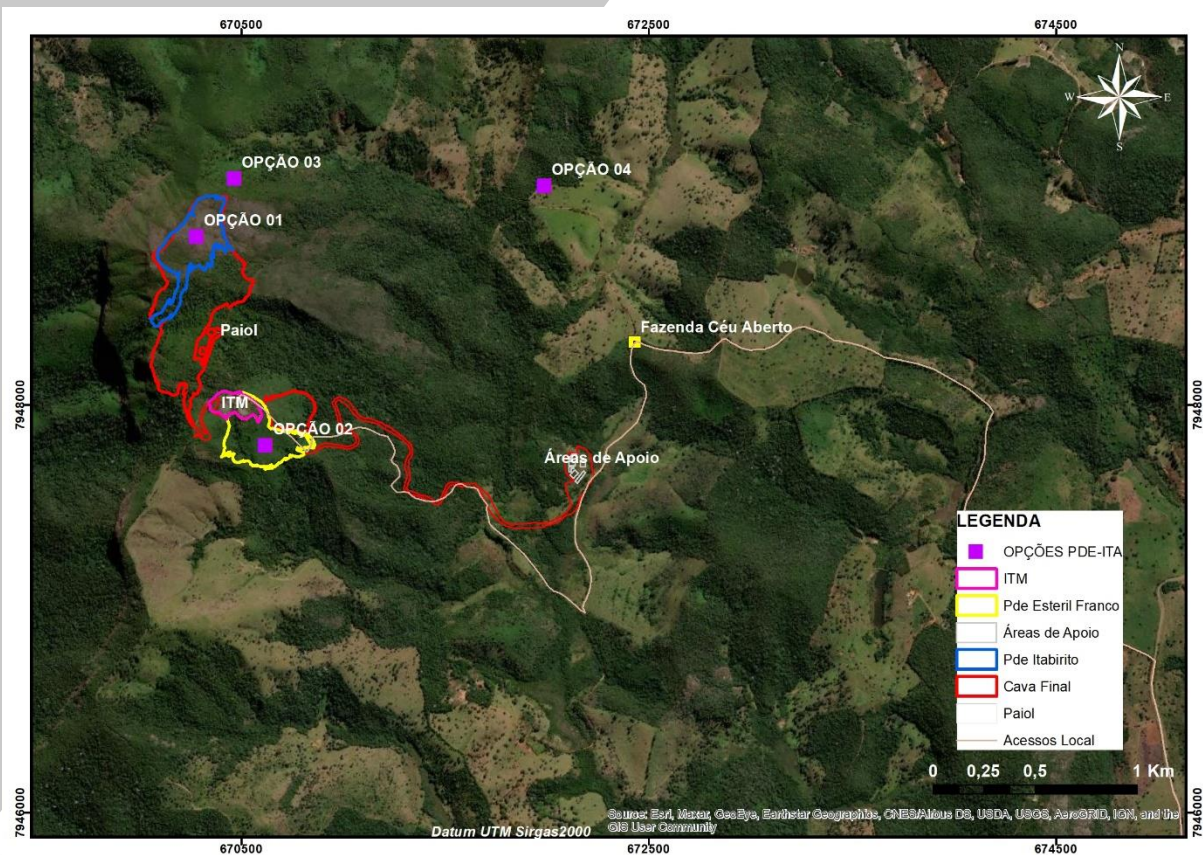 670500
672500
674500
N
W
E
S
OPÇÃO 03
OPÇÃO 04
OPÇÃO 01
Paiol
Fazenda Céu Aberto
7948000
7948000
ITM
OPÇÃO 02
Áreas de Apoio
LEGENDA
OPÇÕES PDE-ITA
ITM
Pde Esteril Franco
Áreas de Apoio
Pde Itabirito
Cava Final
Paiol
Acessos Local
0 0,25 0,5 1 Km
7946000
7946000
Source: Esri, Maxar, GeoEye, Earthstar Geographics, CNES/Airbus DS, USDA, USGS, AeroGRID, IGN, and the
GIS User Community
Datum UTM Sirgas2000
670500
672500
674500